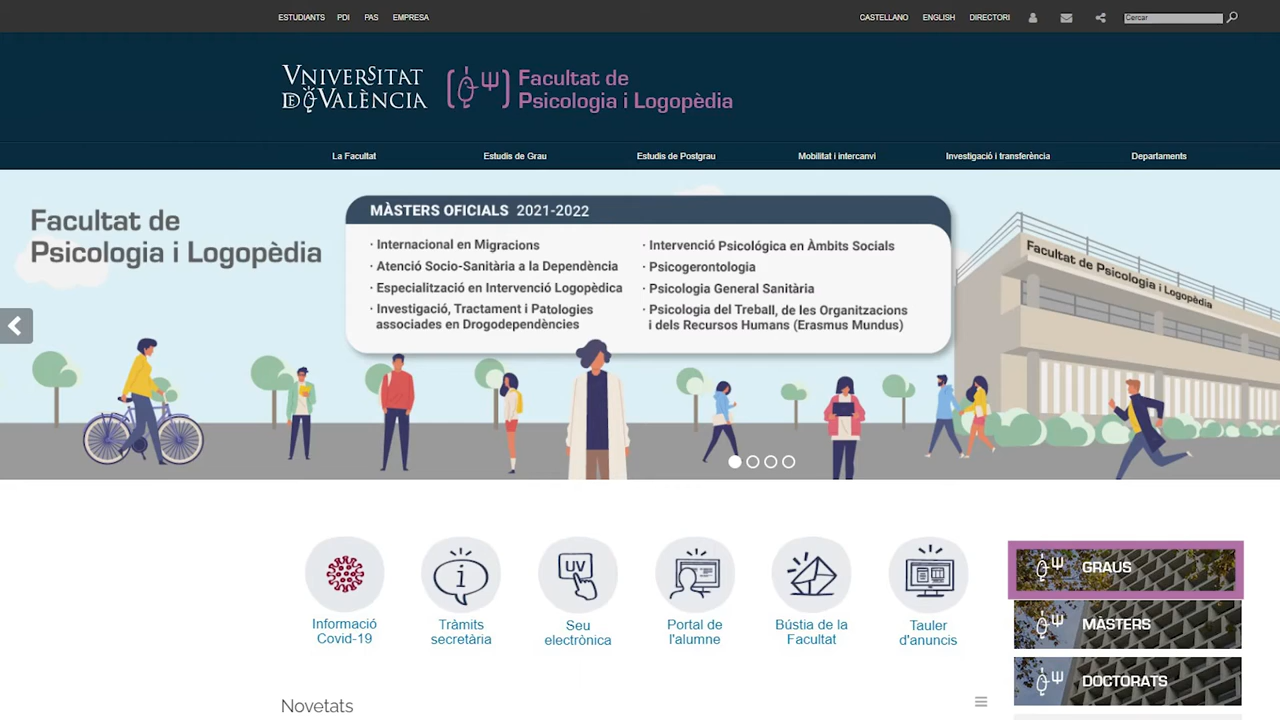 ESTUDIANTS PDI PAS EMPRESA
CASTELLANO ENGLISH DIRECTORI
Cercar
VNIVERSITAT
DE VALÈNCIA
Facultat de
Psicologia i Logopèdia
La Facultat Estudis de Grau Estudis de Postgrau Mobilitat i intercanvi Investigació i transferència Departaments
Facultat de
Psicologia i Logopèdia
MÀSTERS OFICIALS 2021-2022
· Internacional en Migracions
· Atenció Socio-Sanitària a la Dependència
· Especialització en Intervenció Logopèdica
· Investigació, Tractament i Patologies
associades en Drogodependències
· Intervenció Psicológica en Àmbits Socials
· Psicogerontologia
· Psicologia General Sanitària
· Psicologia del Treball, de les Organitzacions
i dels Recursos Humans (Erasmus Mundus)
Facultat de Psicologia i Logopèdia
Informació
Covid-19
Tràmits
secretària
UV
Seu
electrònica
Portal de
l'alumne
Bústia de la
Facultat
Tauler
d'anuncis
GRAUS
MÀSTERS
DOCTORATS
Novetats